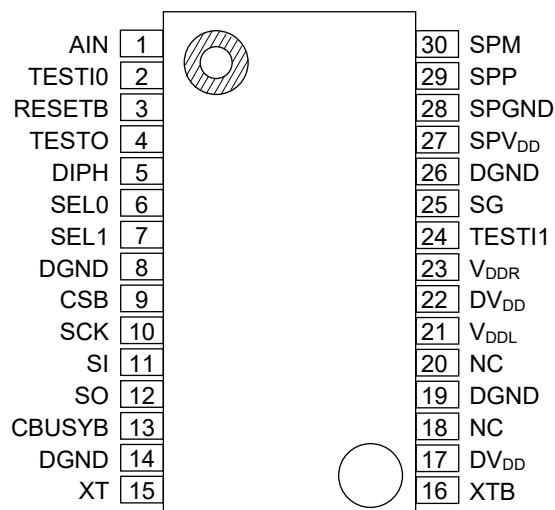 AIN 1 30 SPM
TESTI0 2 29 SPP
RESETB 3 28 SPGND
TESTO 4 27 SPVDD
DIPH 5 26 DGND
SEL0 6 25 SG
SEL1 7 24 TESTI1
DGND 8 23 VDDR
CSB 9 22 DVDD
SCK 10 21 VDDL
SI 11 20 NC
SO 12 19 DGND
CBUSYB 13 18 NC
DGND 14 17 DVDD
XT 15 16 XTB